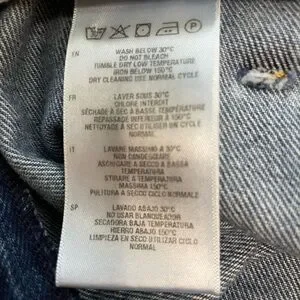 EN
WASH BELOW 30°C
DO NOT BLEACH
TUMBLE DRY LOW TEMPERATURE
IRON BELOW 150°C
DRY CLEANING USE NORMAL CYCLE
FR
LAVER SOUS 30°C
CHLORE INTERDIT
SÉCHAGE À SEC À BASSE TEMPÉRATURE
REPASSAGE INFERIEUR À 150°C
NETTOYAGE À SEC UTILISER UN CYCLE
NORMAL
IT
LAVARE MASSIMO A 30°C
NON CANDEGGIARE
ASCIUGARE A SECCO A BASSA
TEMPERATURA
STIRARE A TEMPERATURA
MASSIMA 150°C
PULITURA A SECCO CICLO NORMALE
SP
LAVADO ABAJO 30°C
NO USAR BLANQUEADOR
SECADORA BAJA TEMPERATURA
HIERRO ABAJO 150°C
LIMPIEZA EN SECO UTILIZO CICLO
NORMAL